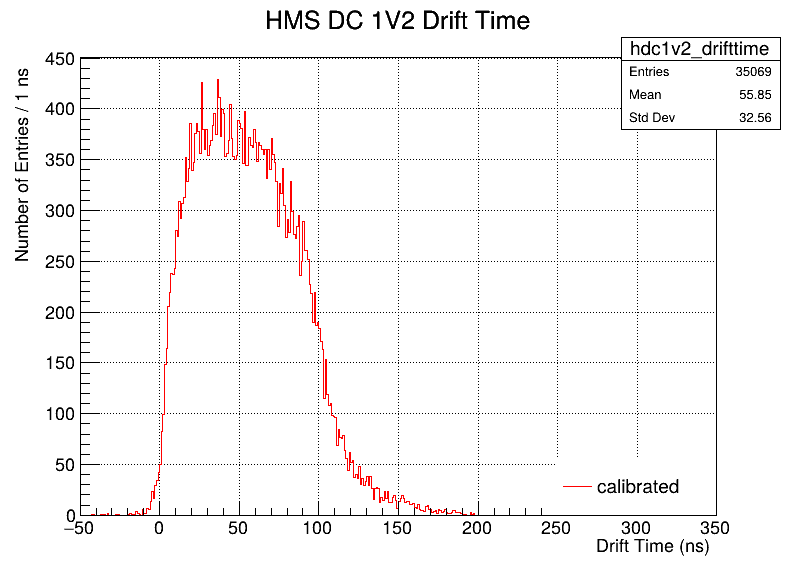 HMS DC 1V2 Drift Time
hdc1v2_drifttime
Entries 35069
Mean 55.85
Std Dev 32.56
Number of Entries / 1 ns
450
400
350
300
250
200
150
100
50
0
−50 0 50 100 150 200 250 300 350
Drift Time (ns)
calibrated